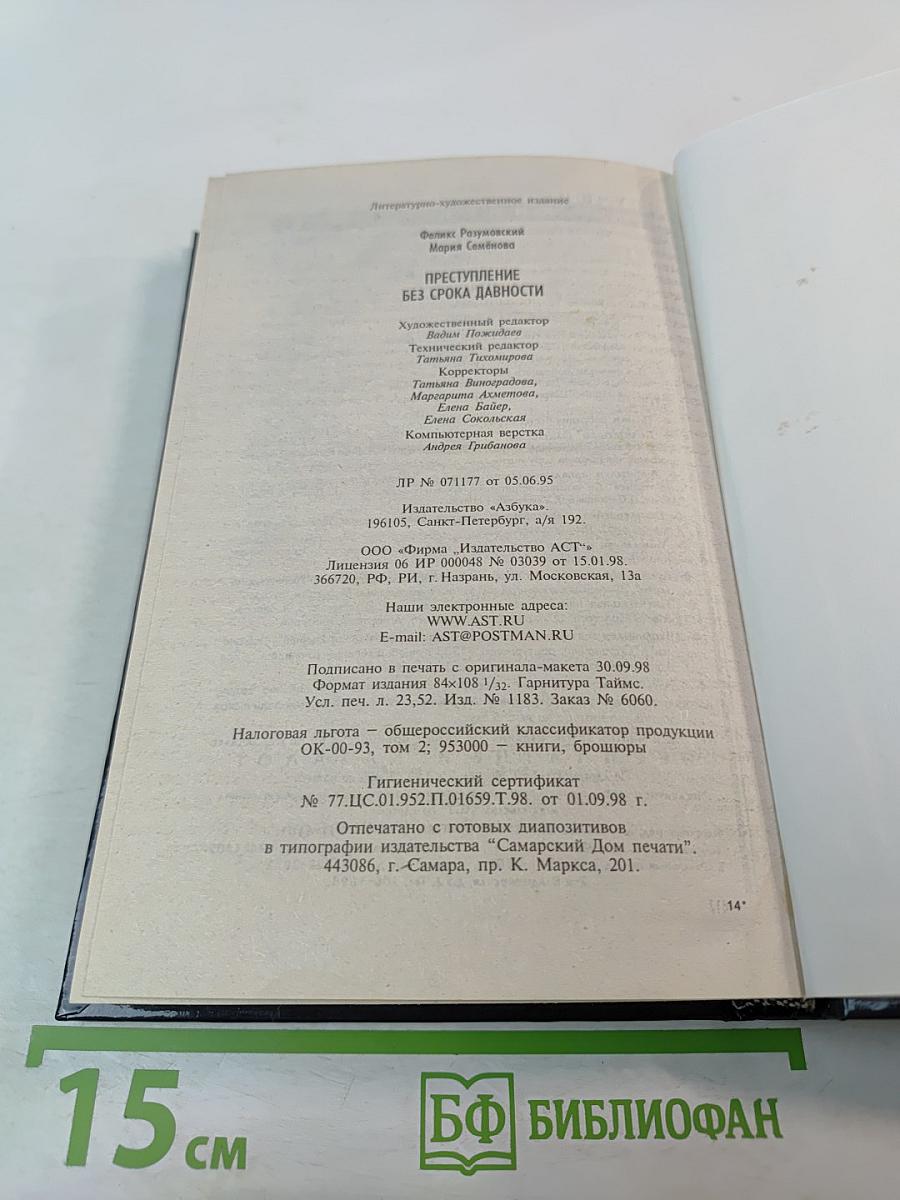 Литературно-художественное издание
Феликс Разумовский
Мария Семёнова
ПРЕСТУПЛЕНИЕ
БЕЗ СРОКА ДАВНОСТИ
Художественный редактор
Вадим Пожидаев
Технический редактор
Татьяна Тихомирова
Корректоры
Татьяна Виноградова,
Маргарита Ахметова,
Елена Байер,
Елена Сокольская
Компьютерная верстка
Андрея Грибанова
ЛР № 071177 от 05.06.95
Издательство «Азбука».
196105, Санкт-Петербург, а/я 192.
ООО «Фирма „Издательство АСТ“»
Лицензия 06 ИР 000048 № 03039 от 15.01.98.
366720, РФ, РИ, г. Назрань, ул. Московская, 13а
Наши электронные адреса:
WWW.AST.RU
E-mail: AST@POSTMAN.RU
Подписано в печать с оригинала-макета 30.09.98
Формат издания 84×108 1/32. Гарнитура Таймс.
Усл. печ. л. 23,52. Изд. № 1183. Заказ № 6060.
Налоговая льгота — общероссийский классификатор продукции
ОК-00-93, том 2; 953000 — книги, брошюры
Гигиенический сертификат
№ 77.ЦС.01.952.П.01659.Т.98. от 01.09.98 г.
Отпечатано с готовых диапозитивов
в типографии издательства "Самарский Дом печати".
443086, г. Самара, пр. К. Маркса, 201.
14*
15 см
БФ БИБЛИОФАН